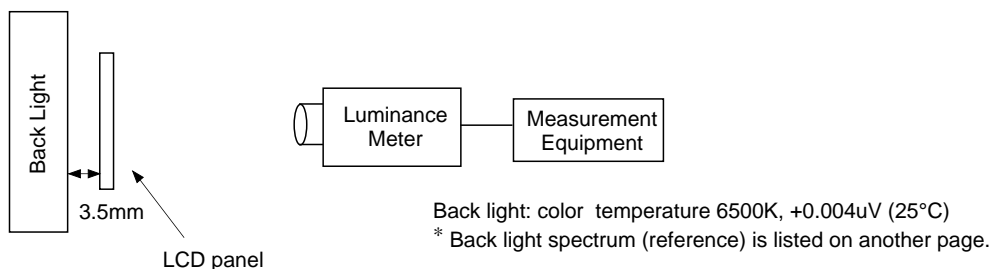 Back Light
3.5mm
LCD panel
Luminance
Meter
Measurement
Equipment
Back light: color temperature 6500K, +0.004uV (25°C)
* Back light spectrum (reference) is listed on another page.